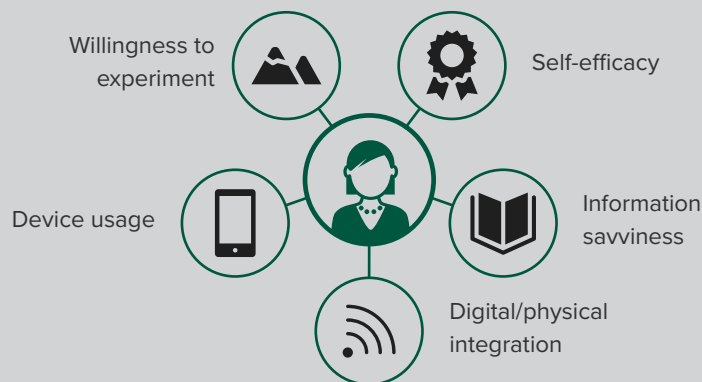 Willingness to
experiment
Self-efficacy
Device usage
Information
savviness
Digital/physical
integration